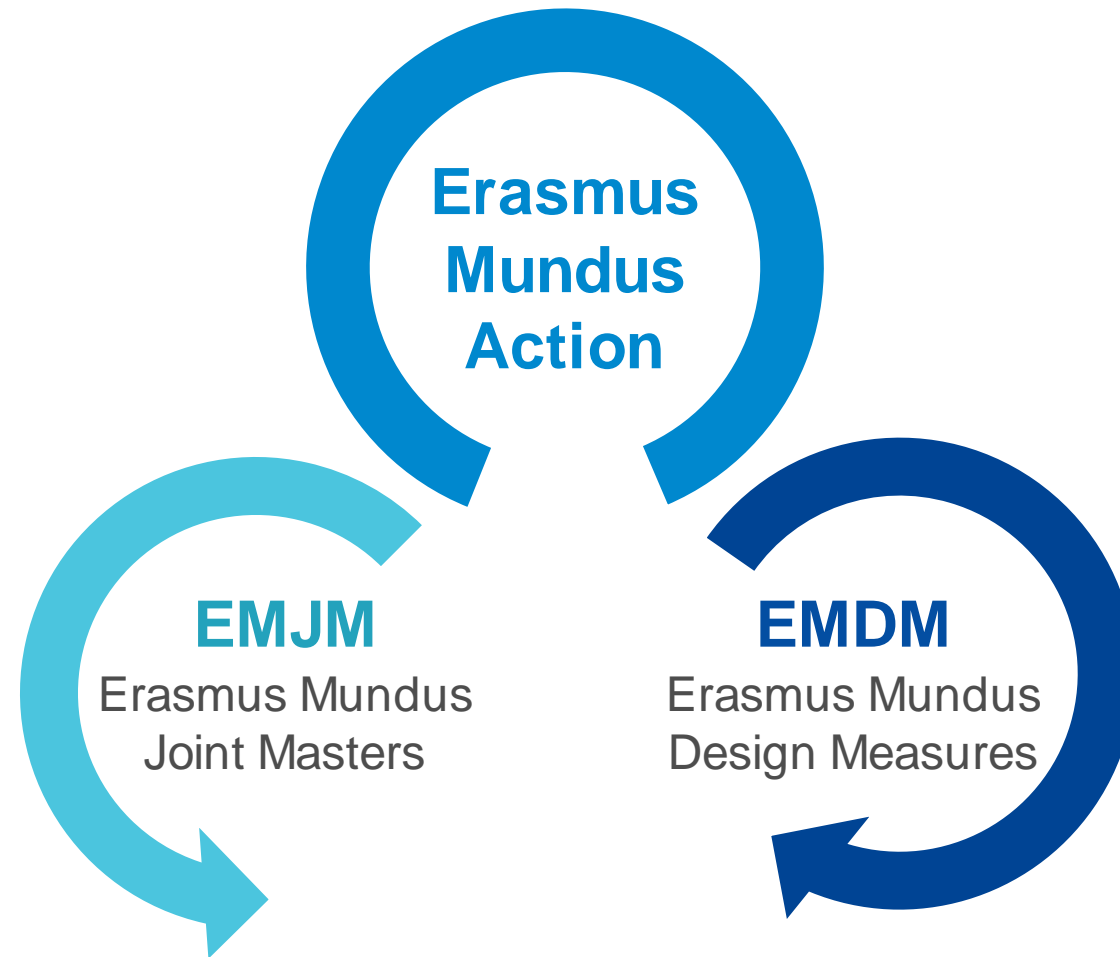 Erasmus
Mundus
Action
EMJM
Erasmus Mundus
Joint Masters
EMDM
Erasmus Mundus
Design Measures